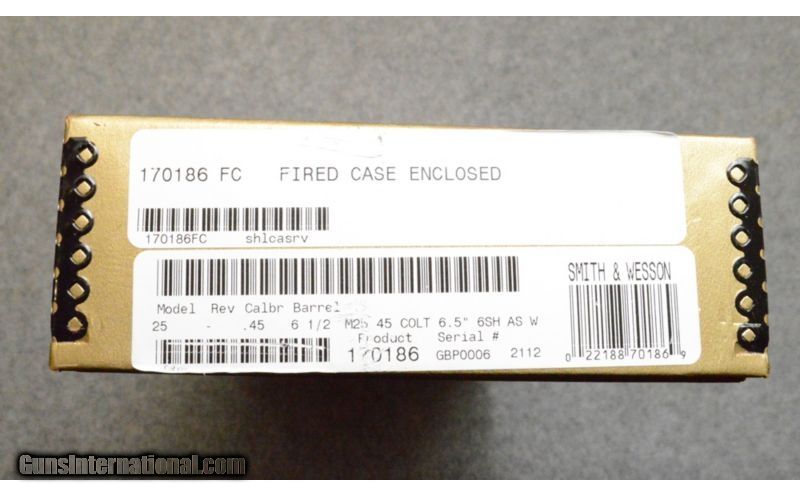 170186 FC FIRED CASE ENCLOSED
170186FC shlcasrv
SMITH & WESSON
Model Rev Calbr Barrel
25 - .45 6 1/2 M25 45 COLT 6.5" 6SH AS W
Product Serial #
170186 GBP0006 2112
0 22188 70186 9
GunsInternational.com